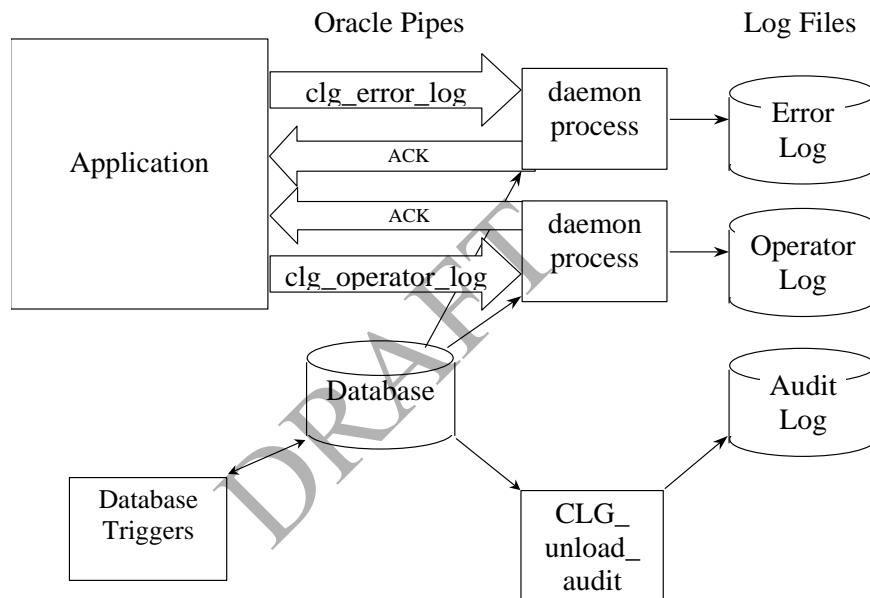 Oracle Pipes
Log Files
clg_error_log
daemon
process
Error
Log
Application
ACK
ACK
daemon
process
Operator
Log
clg_operator_log
Database
Audit
Log
Database
Triggers
CLG_
unload_
audit
DRAFT